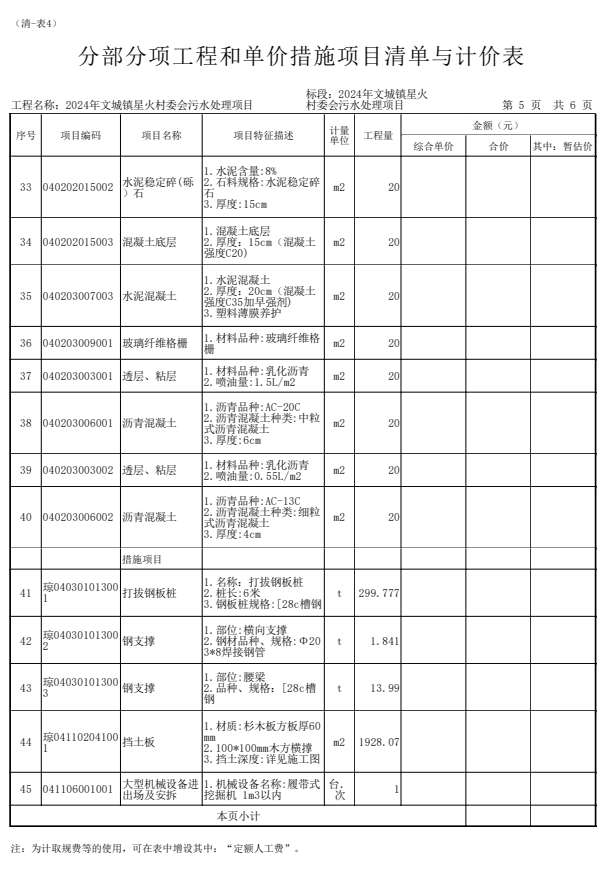 （清-表4）
分部分项工程和单价措施项目清单与计价表
标段：2024年文城镇星火
工程名称：2024年文城镇星火村委会污水处理项目 村委会污水处理项目 第 5 页 共 6 页
序号 项目编码 项目名称 项目特征描述 计量单位 工程量 金额（元）
综合单价 合价 其中：暂估价
33 040202015002 水泥稳定碎(砾）石 1.水泥含量:8% m2 20
2.石料规格:水泥稳定碎石
3.厚度:15cm
34 040202015003 混凝土底层 1.混凝土底层 m2 20
2.厚度：15cm（混凝土强度C20)
35 040203007003 水泥混凝土 1.水泥混凝土 m2 20
2.厚度：20cm（混凝土强度C35加早强剂)
3.塑料薄膜养护
36 040203009001 玻璃纤维格栅 1.材料品种:玻璃纤维格栅 m2 20
37 040203003001 透层、粘层 1.材料品种:乳化沥青 m2 20
2.喷油量:1.5L/m2
38 040203006001 沥青混凝土 1.沥青品种:AC-20C m2 20
2.沥青混凝土种类:中粒式沥青混凝土
3.厚度:6cm
39 040203003002 透层、粘层 1.材料品种:乳化沥青 m2 20
2.喷油量:0.55L/m2
40 040203006002 沥青混凝土 1.沥青品种:AC-13C m2 20
2.沥青混凝土种类:细粒式沥青混凝土
3.厚度:4cm
措施项目
41 琼040301013001 打拔钢板桩 1.名称：打拔钢板桩 t 299.777
2.桩长:6米
3.钢板桩规格:[28c槽钢
42 琼040301013002 钢支撑 1.部位:横向支撑 t 1.841
2.钢材品种、规格:Φ203*8焊接钢管
43 琼040301013003 钢支撑 1.部位:腰梁 t 13.99
2.品种、规格：[28c槽钢
44 琼041102041001 挡土板 1.材质:杉木板方板厚60mm m2 1928.07
2.100*100mm木方横撑
3.挡土深度:详见施工图
45 041106001001 大型机械设备进出场及安拆 1.机械设备名称:履带式挖掘机 1m3以内 台.次 1
本页小计
注：为计取规费等的使用，可在表中增设其中：“定额人工费”。